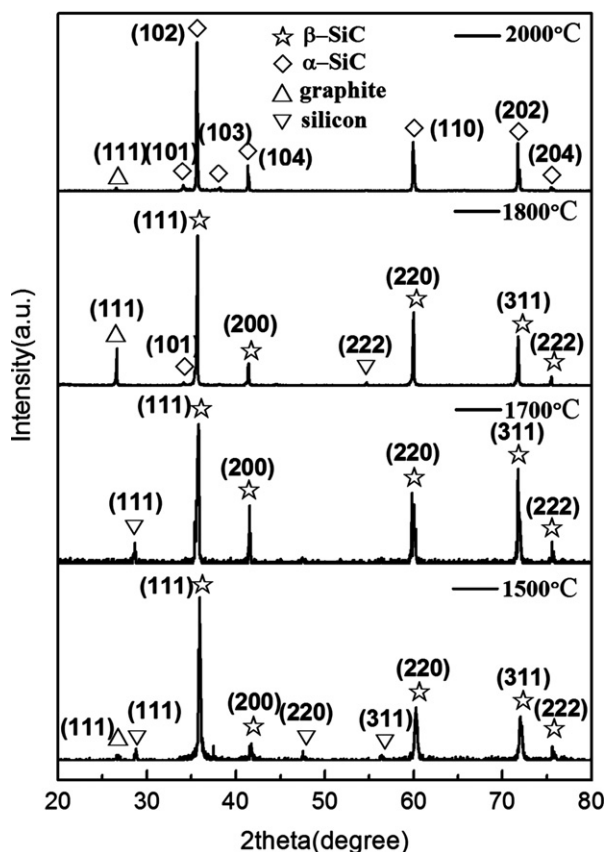 (102)
β–SiC
α–SiC
graphite
silicon
2000°C
(111)
(101)
(103)
(104)
(110)
(202)
(204)
1800°C
(111)
(101)
(111)
(200)
(222)
(220)
(311)
(222)
1700°C
(111)
(111)
(200)
(220)
(311)
(222)
1500°C
(111)
(111)
(111)
(200)
(220)
(311)
(220)
(311)
(222)
20 30 40 50 60 70 80
2theta(degree)
Intensity(a.u.)